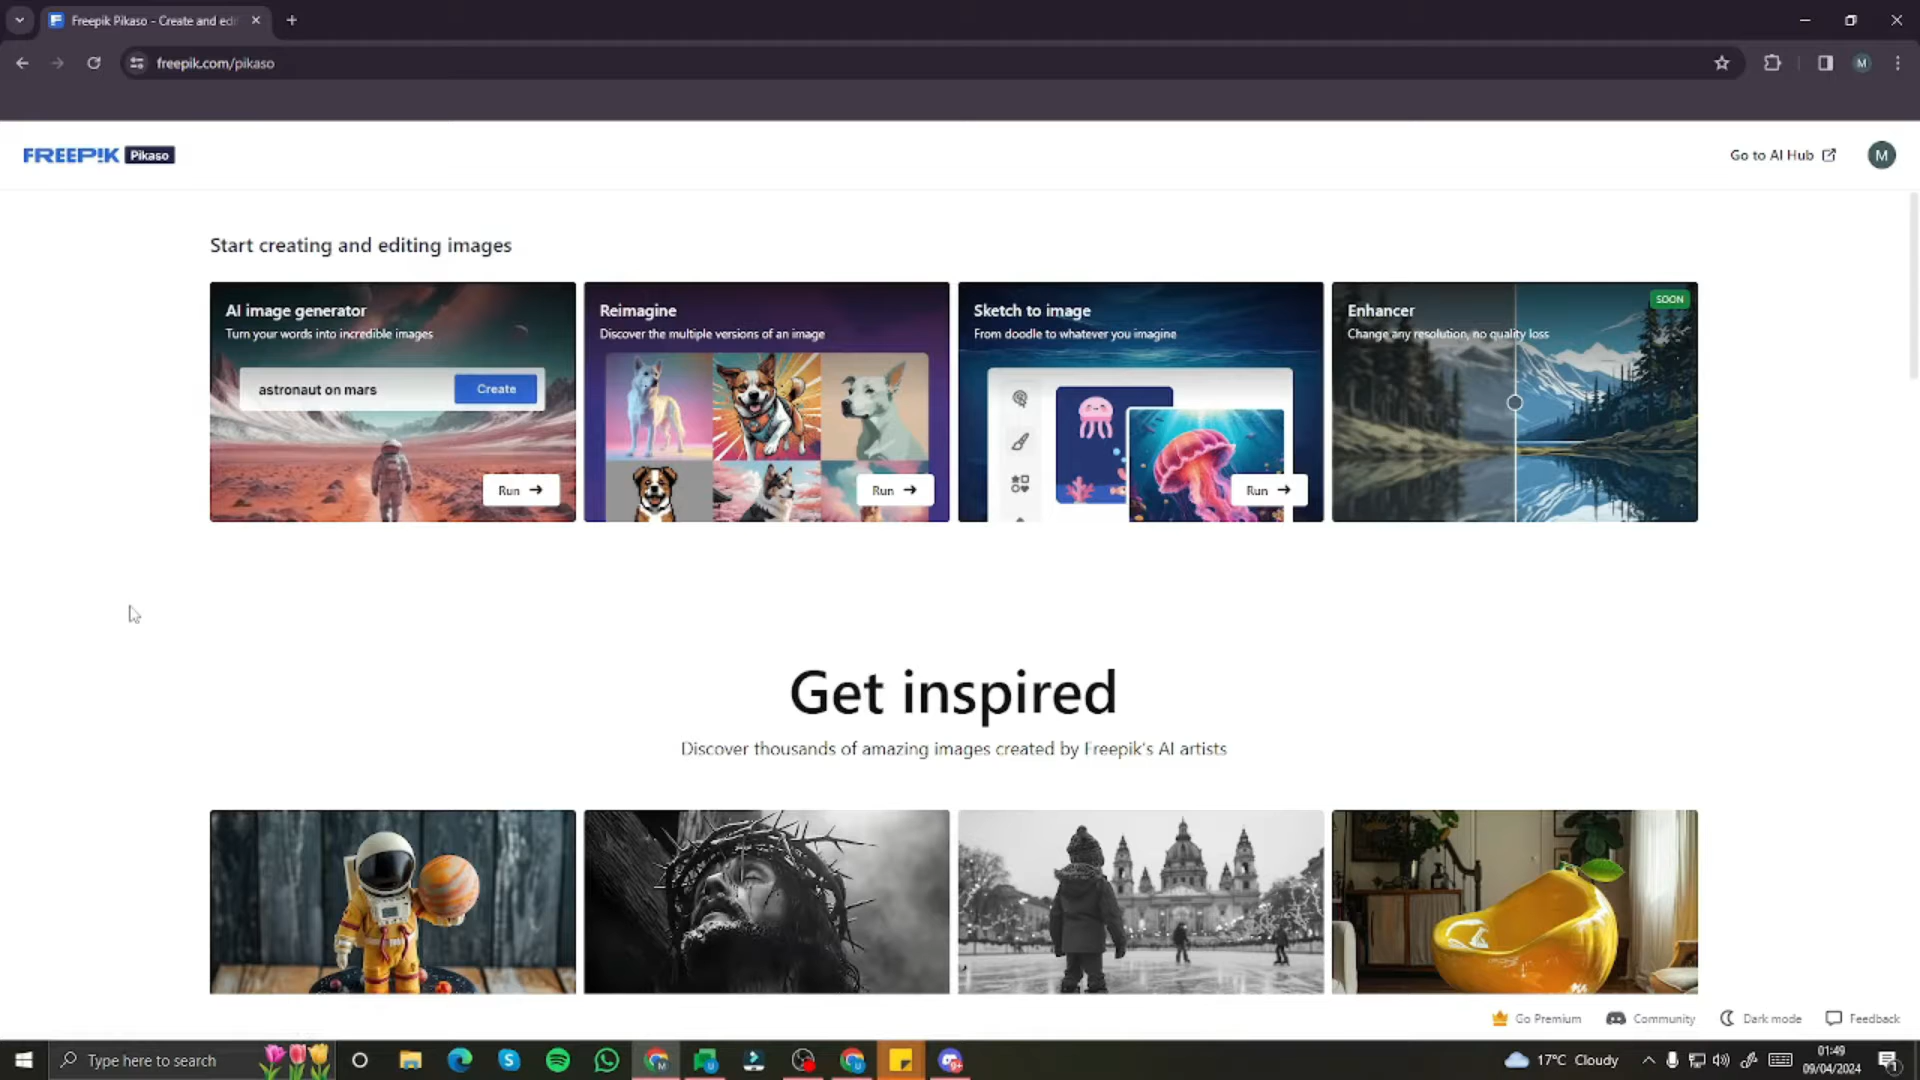 Freepik Pikaso - Create and edi
freepik.com/pikaso
M
FREEP!K Pikaso
Go to AI Hub
M
Start creating and editing images
AI image generator
Turn your words into incredible images
astronaut on mars
Create
Run
Reimagine
Discover the multiple versions of an image
Run
Sketch to image
From doodle to whatever you imagine
Run
SOON
Enhancer
Change any resolution, no quality loss
Get inspired
Discover thousands of amazing images created by Freepik's AI artists
Go Premium
Community
Dark mode
Feedback
Type here to search
17°C Cloudy
01:49
09/04/2024